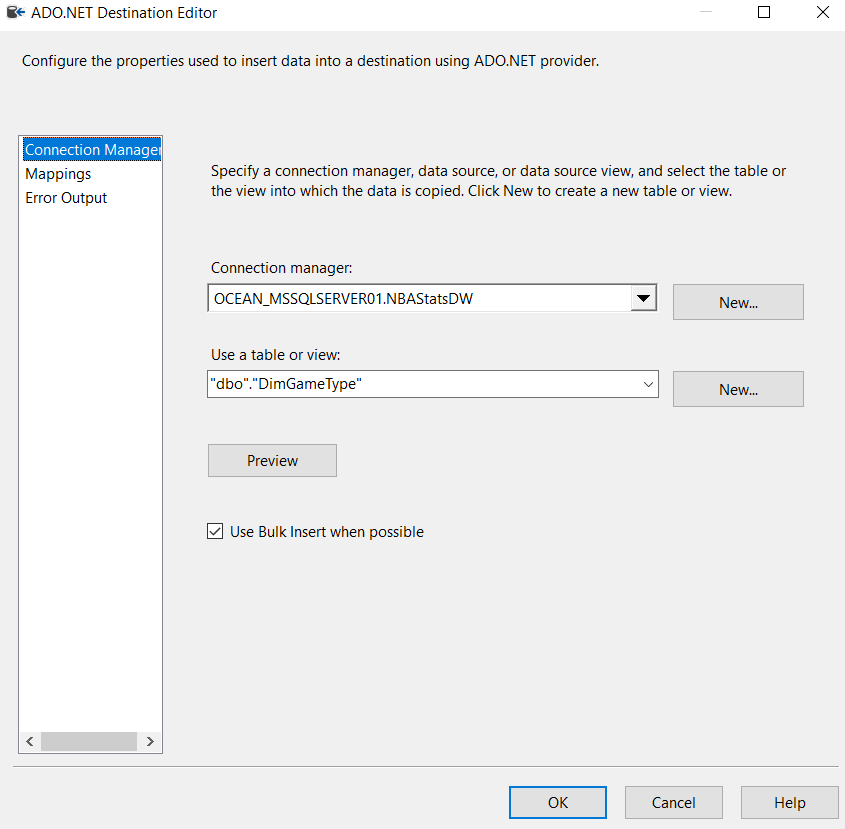 ADO.NET Destination Editor
Configure the properties used to insert data into a destination using ADO.NET provider.
Connection Manager
Mappings
Error Output
Specify a connection manager, data source, or data source view, and select the table or
the view into which the data is copied. Click New to create a new table or view.
Connection manager:
OCEAN_MSSQLSERVER01.NBAStatsDW
New...
Use a table or view:
"dbo"."DimGameType"
New...
Preview
Use Bulk Insert when possible
OK
Cancel
Help